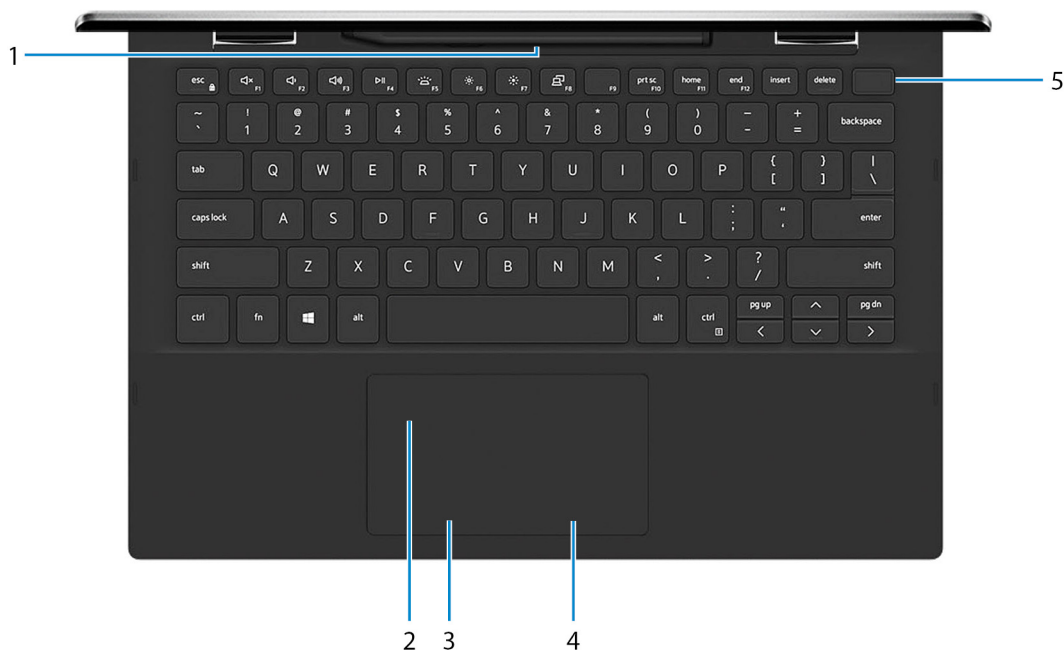 1
5
esc F1 F2 F3 F4 F5 F6 F7 F8 F9 prt sc F10 home F11 end F12 insert delete
~ ! @ # $ % ^ & * ( ) _ +
` 1 2 3 4 5 6 7 8 9 0 - = backspace
tab Q W E R T Y U I O P { [ } ] | \
caps lock A S D F G H J K L : ; “ ‘ enter
shift Z X C V B N M < , > . ? / shift
ctrl fn alt alt ctrl pg up pg dn
< >
2 3 4